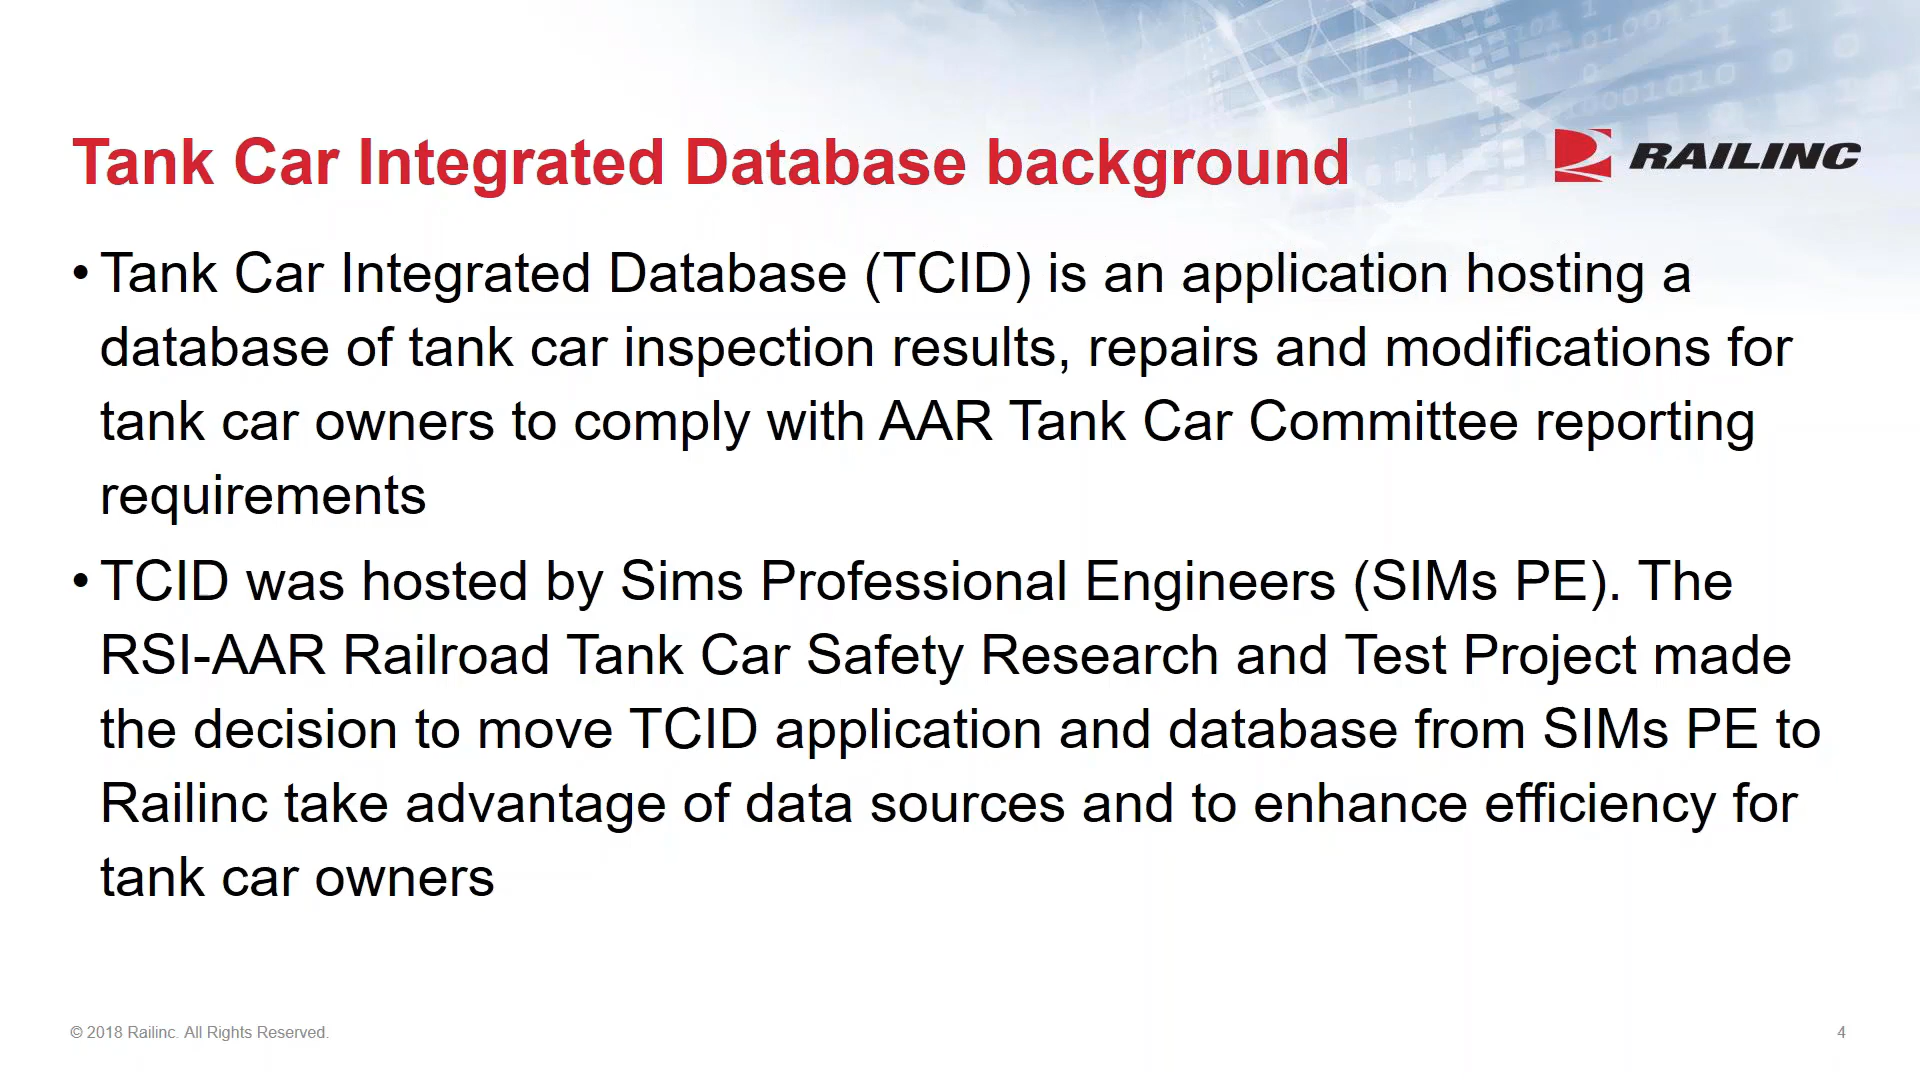 Tank Car Integrated Database background
RAILINC
• Tank Car Integrated Database (TCID) is an application hosting a
database of tank car inspection results, repairs and modifications for
tank car owners to comply with AAR Tank Car Committee reporting
requirements
• TCID was hosted by Sims Professional Engineers (SIMs PE). The
RSI-AAR Railroad Tank Car Safety Research and Test Project made
the decision to move TCID application and database from SIMs PE to
Railinc take advantage of data sources and to enhance efficiency for
tank car owners
© 2018 Railinc. All Rights Reserved.
4